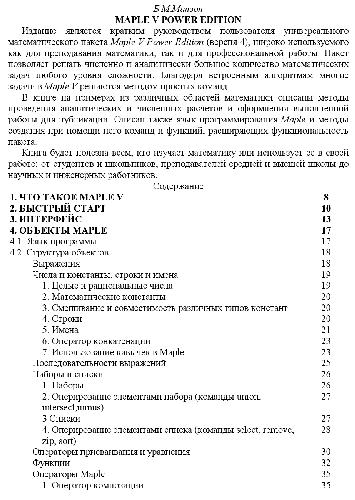 Б.М.Манзон
MAPLE V POWER EDITION
Издание является кратким руководством пользователя универсального
математического пакета Maple V Power Edition (версия 4), широко используемого
как для преподавания математики, так и для профессиональной работы. Пакет
позволяет решать численно и аналитически большое количество математических
задач любого уровня сложности. Благодаря встроенным алгоритмам многие
задачи в Maple V решаются методом простых команд.
В книге на примерах из различных областей математики описаны методы
проведения аналитических и численных расчетов и оформления выполненной
работы для публикации. Описан также язык программирования Maple и методы
создания при помощи него команд и функций, расширяющих функциональность
пакета.
Книга будет полезна всем, кто изучает математику или использует ее в своей
работе: от студентов и школьников, преподавателей средней и высшей школы до
научных и инженерных работников.
Содержание
1. ЧТО ТАКОЕ MAPLE V 8
2. БЫСТРЫЙ СТАРТ 10
3. ИНТЕРФЕЙС 13
4. ОБЪЕКТЫ MAPLE 17
4.1. Язык программы 17
4.2. Структура объектов 18
Выражения 18
Числа и константы, строки и имена 19
1. Целые и рациональные числа 19
2. Математические константы 20
3. Смешивание и совместимость различных типов констант 20
4. Строки 20
5. Имена 21
6. Оператор конкатенации 23
7. Использование кавычек в Maple 23
Последовательности выражений 25
Наборы и списки 26
1. Наборы 26
2. Оперирование элементами набора (команды union, 27
intersect,minus)
3 Списки 27
4. Оперирование элементами списка (команды select, remove, 28
zip, sort)
Операторы присваивания и уравнения 30
Функции 32
Операторы Maple 35
1. Оператор композиции 35